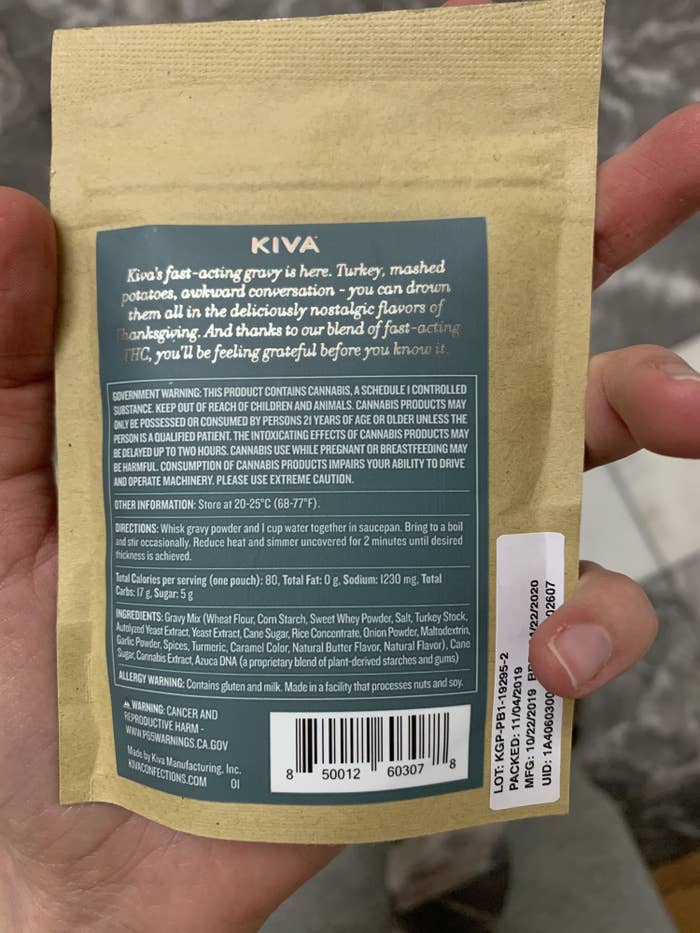 KIVA
Kiva's fast-acting gravy is here. Turkey, mashed
potatoes, awkward conversation - you can drown
them all in the deliciously nostalgic flavors of
Thanksgiving. And thanks to our blend of fast-acting
THC, you'll be feeling grateful before you know it.
GOVERNMENT WARNING: THIS PRODUCT CONTAINS CANNABIS, A SCHEDULE I CONTROLLED
SUBSTANCE. KEEP OUT OF REACH OF CHILDREN AND ANIMALS. CANNABIS PRODUCTS MAY
ONLY BE POSSESSED OR CONSUMED BY PERSONS 21 YEARS OF AGE OR OLDER UNLESS THE
PERSON IS A QUALIFIED PATIENT. THE INTOXICATING EFFECTS OF CANNABIS PRODUCTS MAY
BE DELAYED UP TO TWO HOURS. CANNABIS USE WHILE PREGNANT OR BREASTFEEDING MAY
BE HARMFUL. CONSUMPTION OF CANNABIS PRODUCTS IMPAIRS YOUR ABILITY TO DRIVE
AND OPERATE MACHINERY. PLEASE USE EXTREME CAUTION.
OTHER INFORMATION: Store at 20-25°C (68-77°F).
DIRECTIONS: Whisk gravy powder and 1 cup water together in saucepan. Bring to a boil
and stir occasionally. Reduce heat and simmer uncovered for 2 minutes until desired
thickness is achieved.
Total Calories per serving (one pouch): 80, Total Fat: 0 g, Sodium: 1230 mg, Total
Carbs: 17 g, Sugar: 5 g
INGREDIENTS: Gravy Mix (Wheat Flour, Corn Starch, Sweet Whey Powder, Salt, Turkey Stock,
Autolyzed Yeast Extract, Yeast Extract, Cane Sugar, Rice Concentrate, Onion Powder, Maltodextrin,
Garlic Powder, Spices, Turmeric, Caramel Color, Natural Butter Flavor, Natural Flavor), Cane
Sugar, Cannabis Extract, Azuca DNA (a proprietary blend of plant-derived starches and gums)
ALLERGY WARNING: Contains gluten and milk. Made in a facility that processes nuts and soy.
⚠ WARNING: CANCER AND
REPRODUCTIVE HARM -
WWW.P65WARNINGS.CA.GOV
Made by Kiva Manufacturing, Inc.
KIVACONFECTIONS.COM 01
8 50012 60307 8
LOT: KGP-PB1-19295-2
PACKED: 11/04/2019
MFG: 10/22/2019 /22/2020
UID: 1A4060300 02607